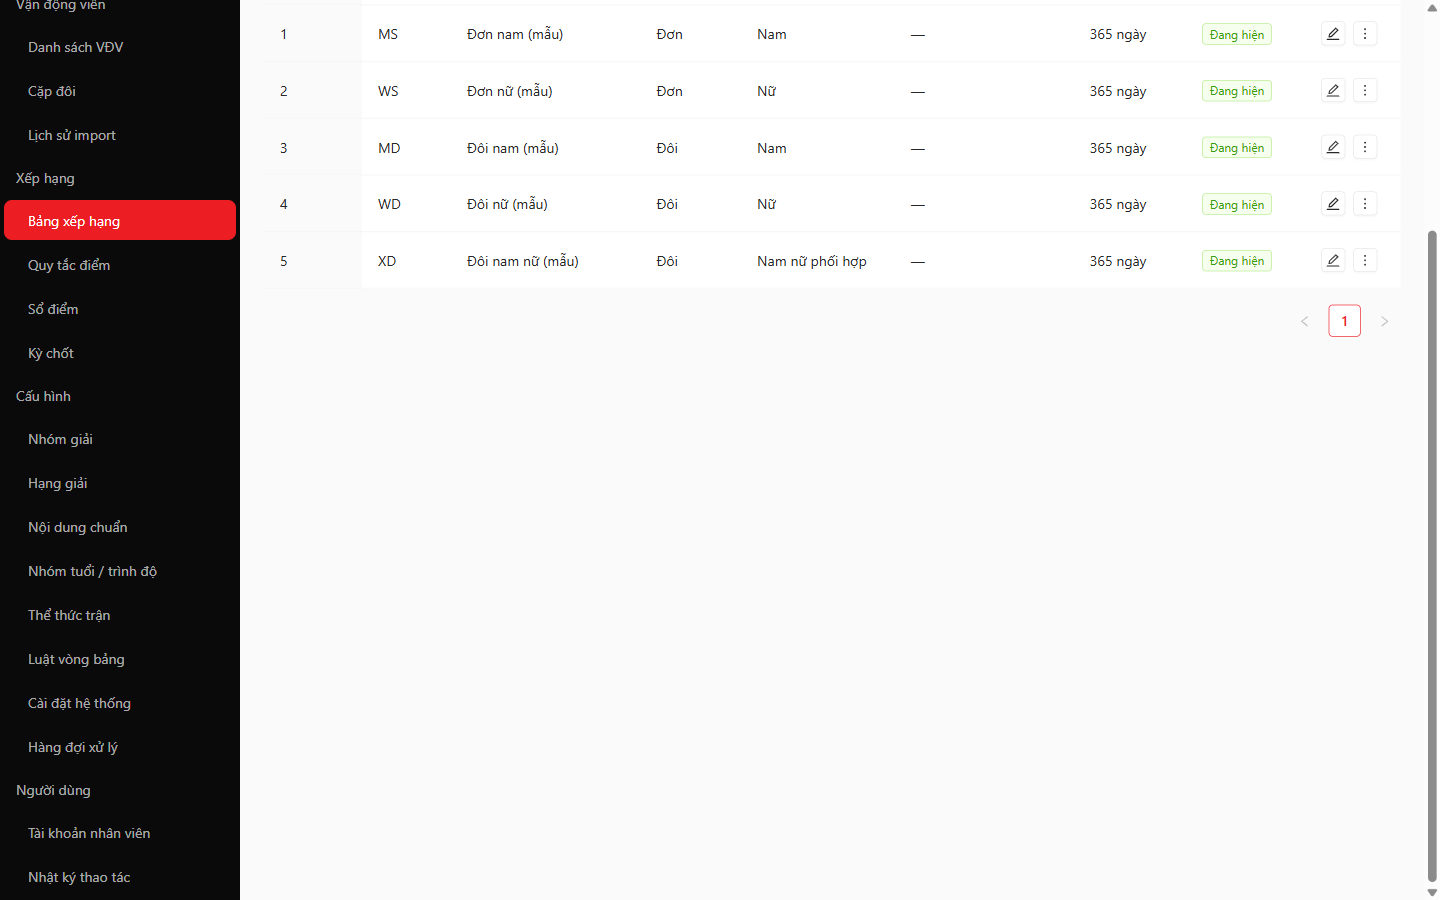 Vận động viên
Danh sách VĐV
Cặp đôi
Lịch sử import
Xếp hạng
Bảng xếp hạng
Quy tắc điểm
Sổ điểm
Kỳ chốt
Cấu hình
Nhóm giải
Hạng giải
Nội dung chuẩn
Nhóm tuổi / trình độ
Thể thức trận
Luật vòng bảng
Cài đặt hệ thống
Hàng đợi xử lý
Người dùng
Tài khoản nhân viên
Nhật ký thao tác
1 MS Đơn nam (mẫu) Đơn Nam — 365 ngày Đang hiện
2 WS Đơn nữ (mẫu) Đơn Nữ — 365 ngày Đang hiện
3 MD Đôi nam (mẫu) Đôi Nam — 365 ngày Đang hiện
4 WD Đôi nữ (mẫu) Đôi Nữ — 365 ngày Đang hiện
5 XD Đôi nam nữ (mẫu) Đôi Nam nữ phối hợp — 365 ngày Đang hiện
1